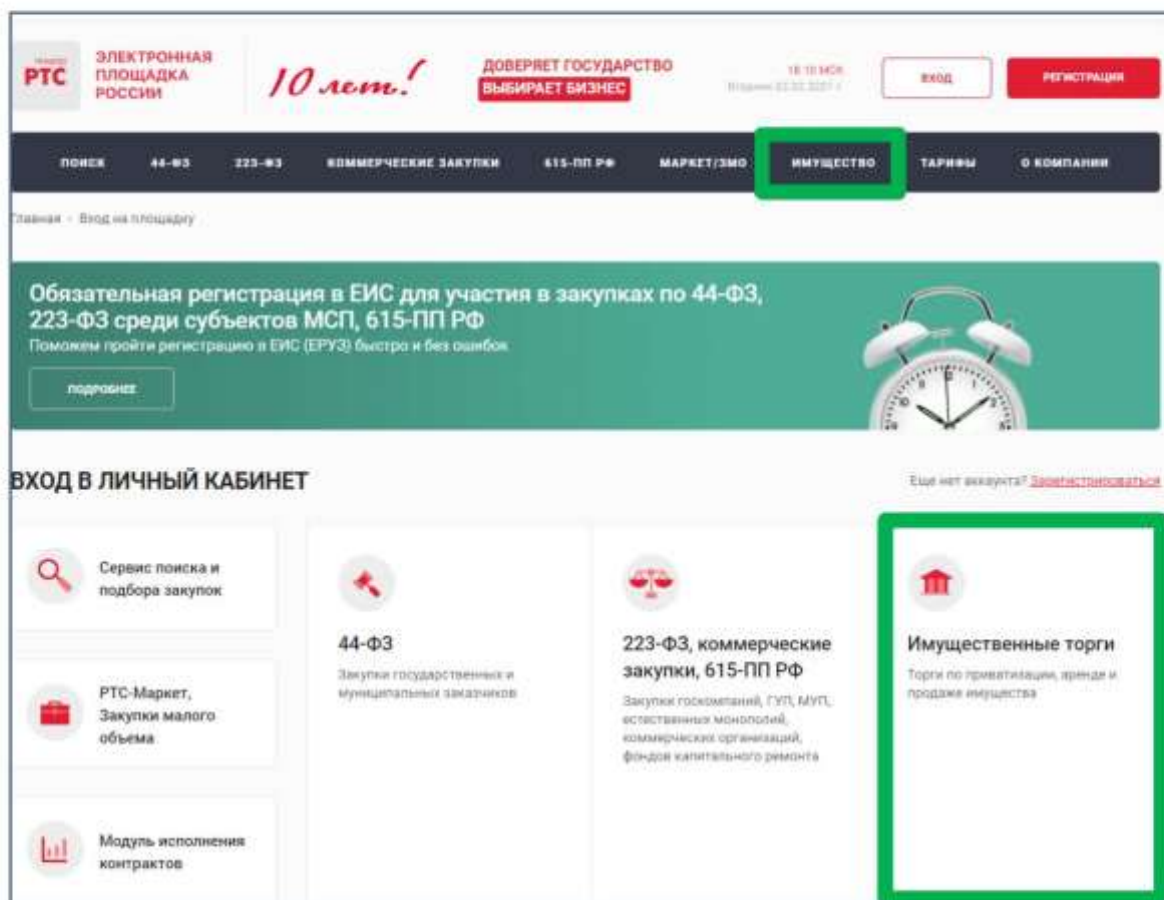 РТС
ЭЛЕКТРОННАЯ
ПЛОЩАДКА
РОССИИ
10 лет!
ДОВЕРЯЕТ ГОСУДАРСТВО
ВЫБИРАЕТ БИЗНЕС
ВХОД
РЕГИСТРАЦИЯ
ПОИСК 44-ФЗ 223-ФЗ КОММЕРЧЕСКИЕ ЗАКУПКИ 615-ПП РФ МАРКЕТ/ЗМО ИМУЩЕСТВО ТАРИФЫ О КОМПАНИИ
Главная - Вход на площадку
Обязательная регистрация в ЕИС для участия в закупках по 44-ФЗ,
223-ФЗ среди субъектов МСП, 615-ПП РФ
Поможем пройти регистрацию в ЕИС (ЕРУЗ) быстро и без ошибок
ПОДРОБНЕЕ
ВХОД В ЛИЧНЫЙ КАБИНЕТ
Еще нет аккаунта? Зарегистрироваться
Сервис поиска и
подбора закупок
РТС-Маркет,
Закупки малого
объема
Модуль исполнения
контрактов
44-ФЗ
Закупки государственных и
муниципальных заказчиков
223-ФЗ, коммерческие
закупки, 615-ПП РФ
Закупки госкомпаний, ГУП, МУП,
естественных монополий,
коммерческих организаций,
фондов капитального ремонта
Имущественные торги
Торги по приватизации, аренде и
продаже имущества